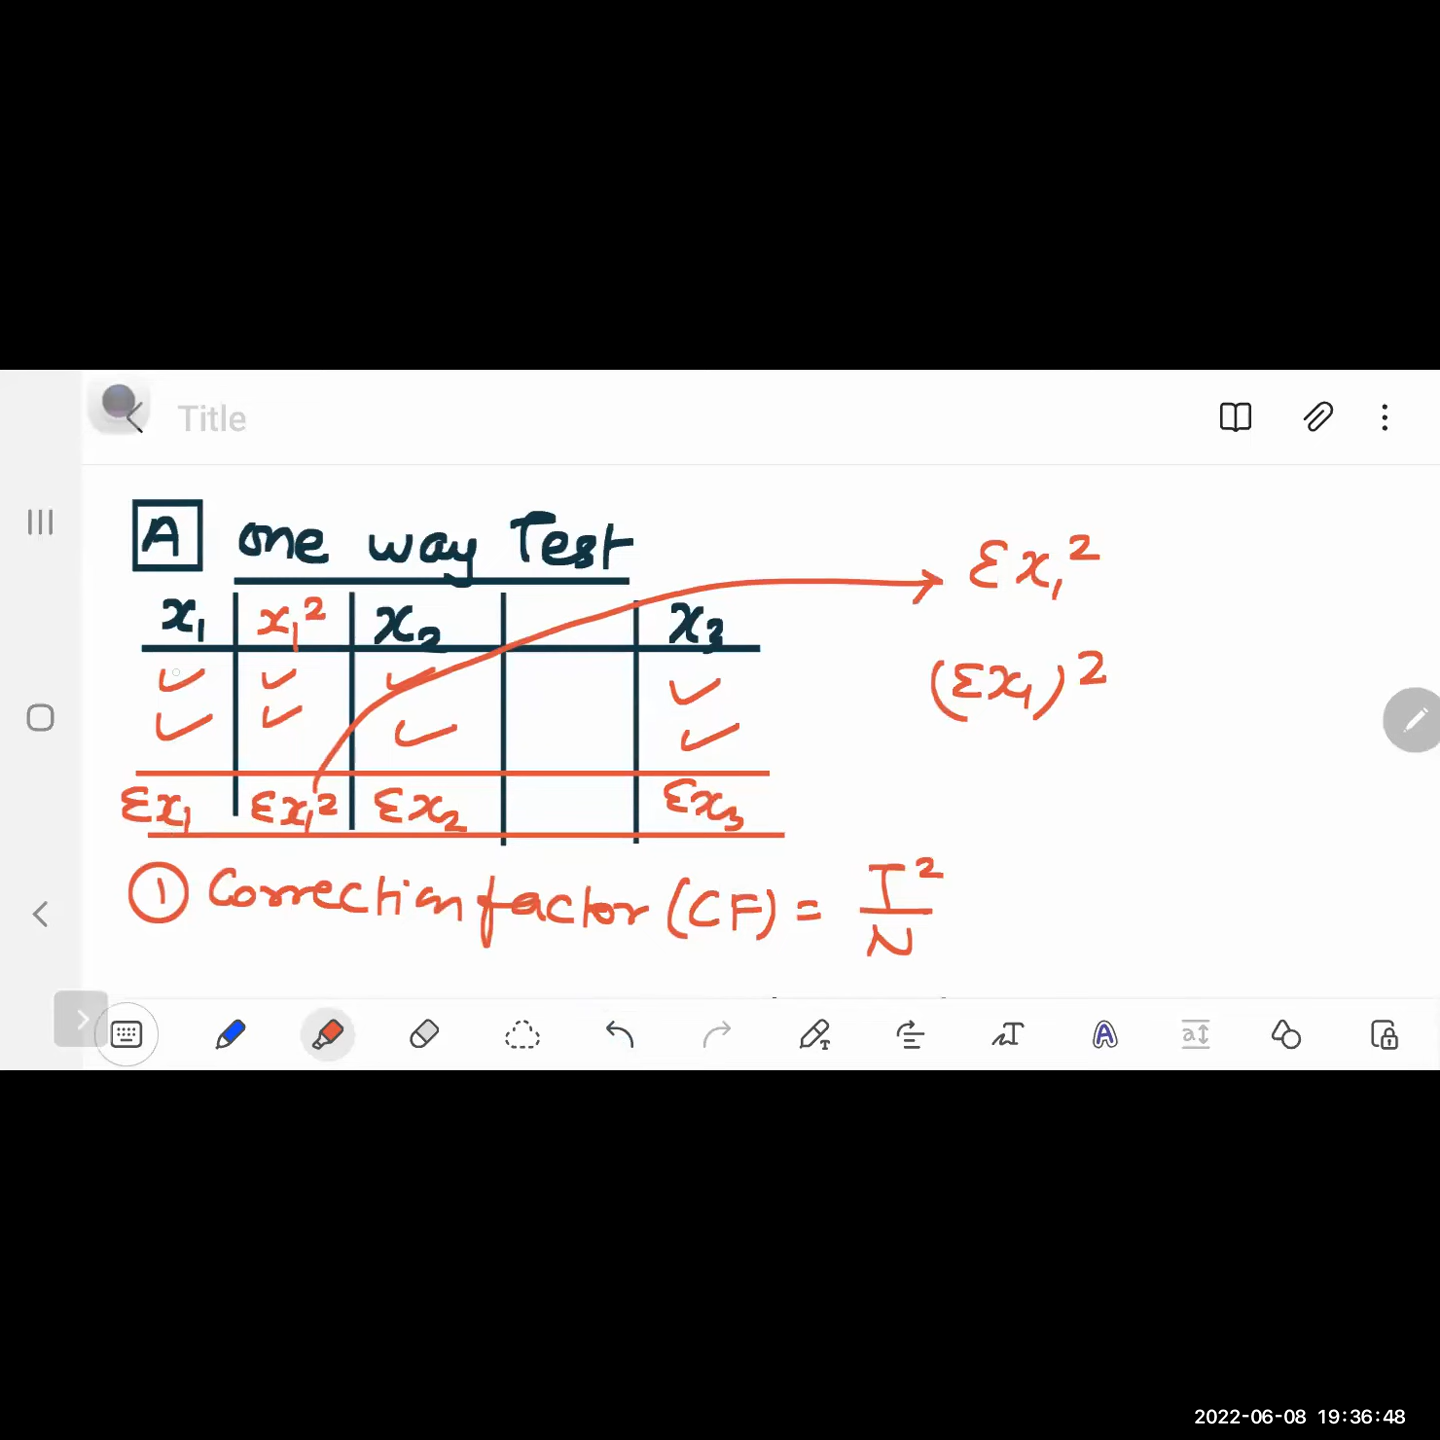 Title
A one way Test
x₁ x₁² x₂ x₃
Σx₁²
(Σx₁)²
Σx₁ Σx₁² Σx₂ Σx₃
① Correction factor (CF) = T²/N
2022-06-08 19:36:48